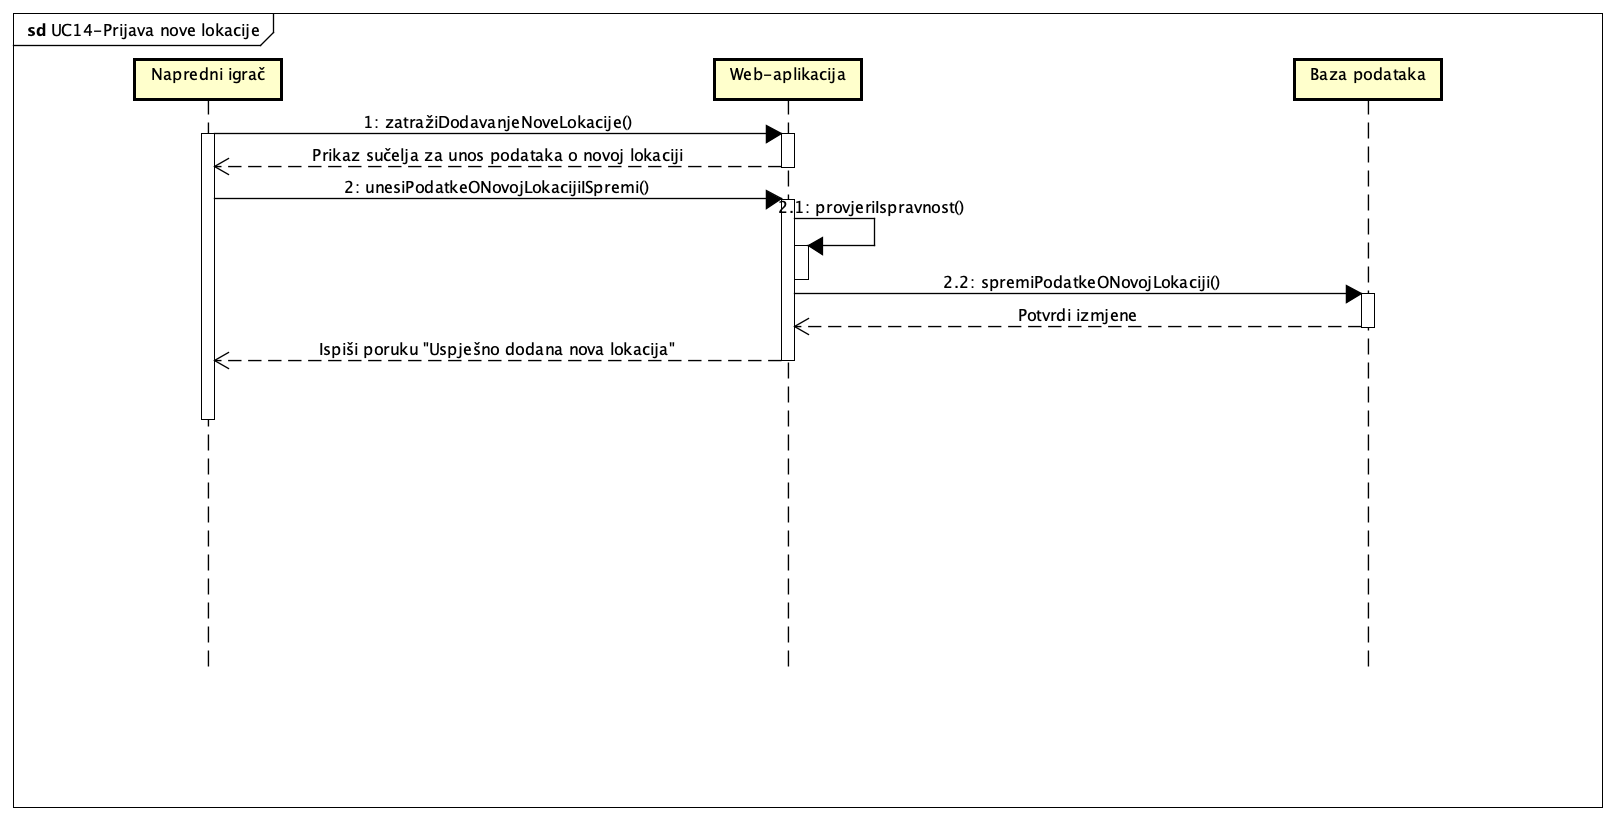 sd UC14-Prijava nove lokacije
Napredni igrač
Web-aplikacija
Baza podataka
1: zatražiDodavanjeNoveLokacije()
Prikaz sučelja za unos podataka o novoj lokaciji
2: unesiPodatkeONovojLokacijiISpremi()
2.1: provjeriIspravnost()
2.2: spremiPodatkeONovojLokaciji()
Potvrdi izmjene
Ispiši poruku "Uspješno dodana nova lokacija"